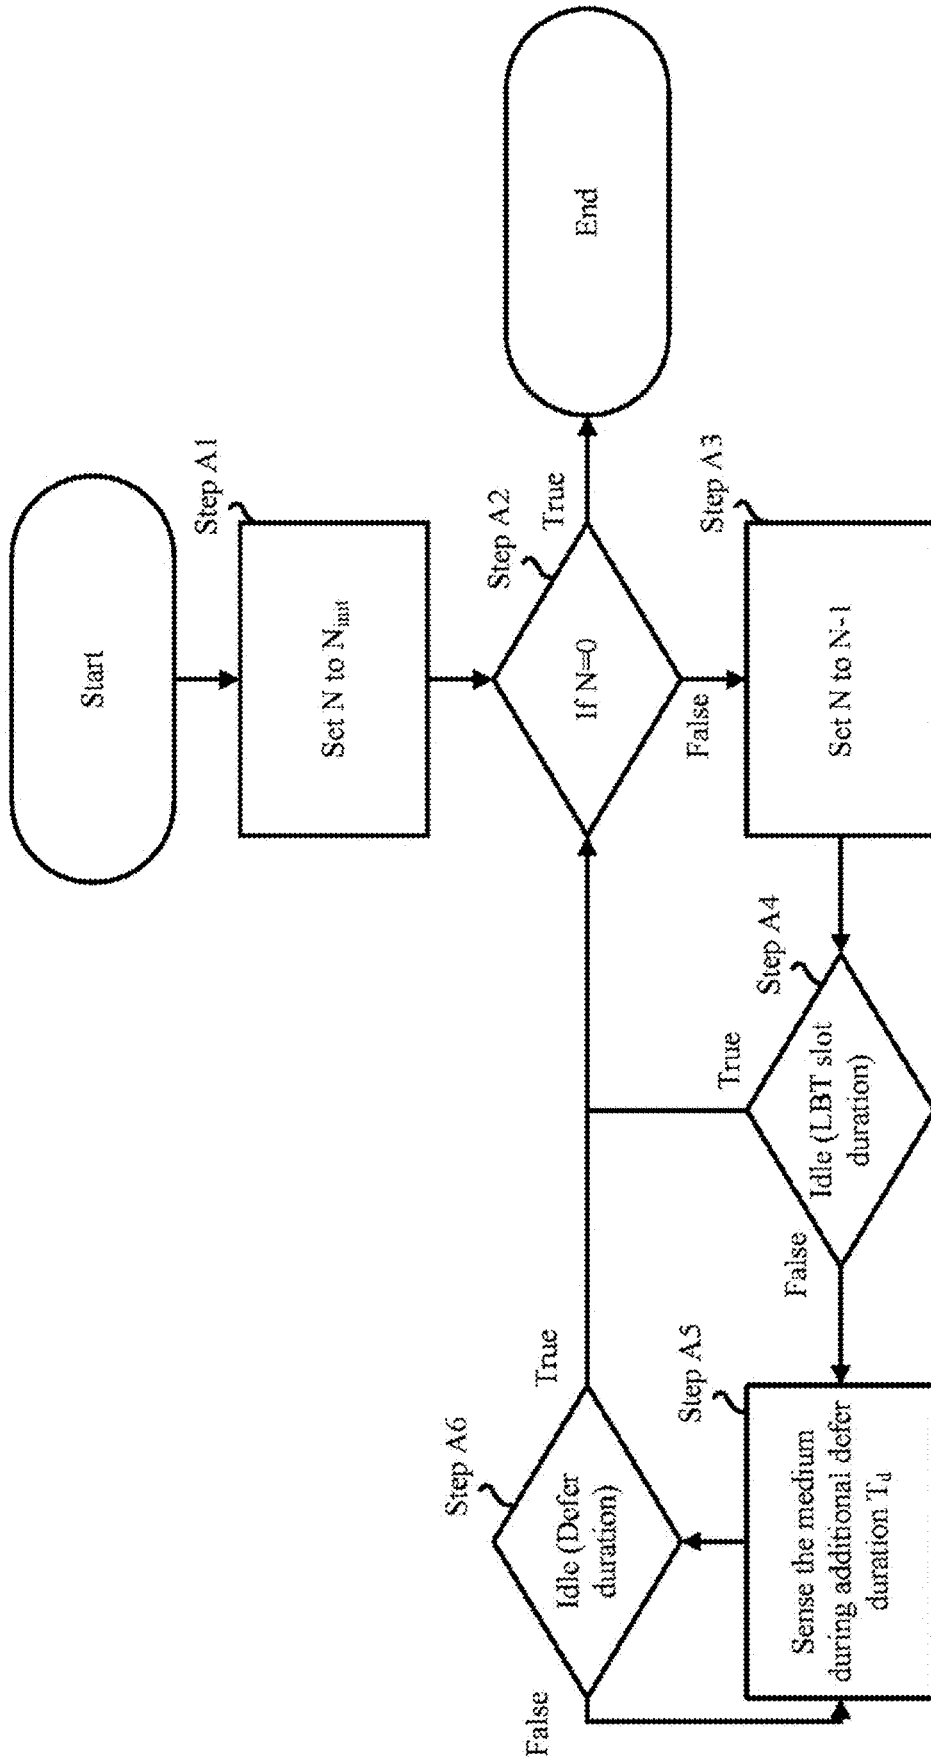 Start
Step A1
Set N to Ninit
Step A2
If N=0
True
End
False
Step A3
Set N to N-1
Step A4
Idle (LBT slot
duration)
True
False
Step A5
Sense the medium
during additional defer
duration Td
Step A6
Idle (Defer
duration)
True
False